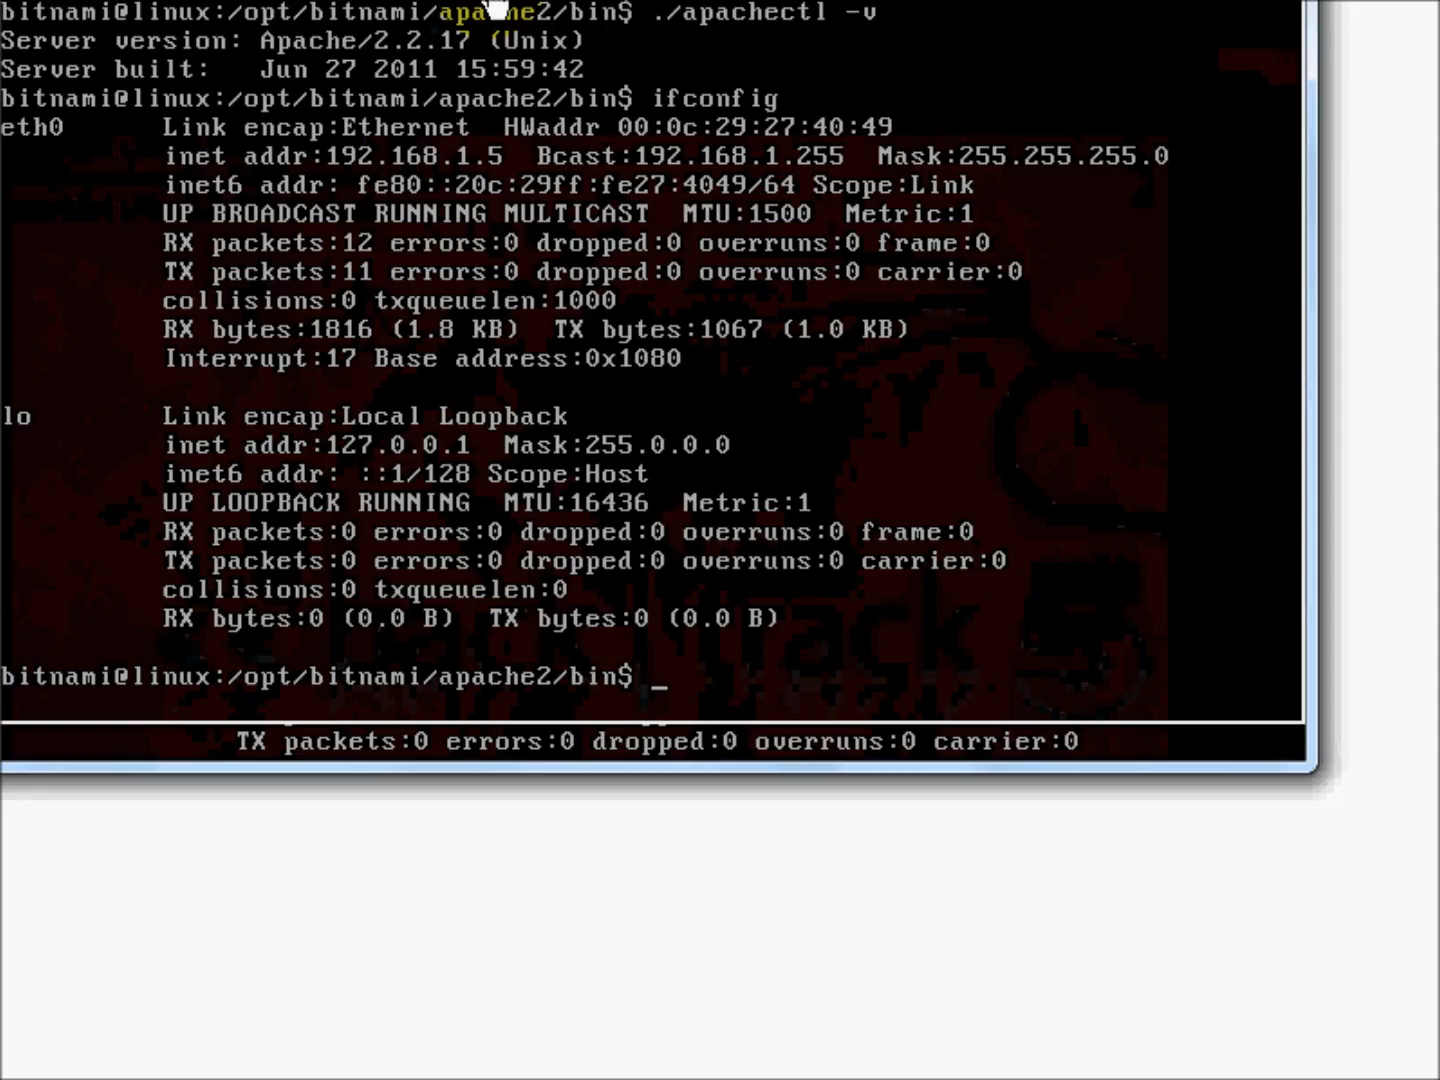 bitnami@linux:/opt/bitnami/apache2/bin$ ./apachectl -v
Server version: Apache/2.2.17 (Unix)
Server built:   Jun 27 2011 15:59:42
bitnami@linux:/opt/bitnami/apache2/bin$ ifconfig
eth0      Link encap:Ethernet  HWaddr 00:0c:29:27:40:49
          inet addr:192.168.1.5  Bcast:192.168.1.255  Mask:255.255.255.0
          inet6 addr: fe80::20c:29ff:fe27:4049/64 Scope:Link
          UP BROADCAST RUNNING MULTICAST  MTU:1500  Metric:1
          RX packets:12 errors:0 dropped:0 overruns:0 frame:0
          TX packets:11 errors:0 dropped:0 overruns:0 carrier:0
          collisions:0 txqueuelen:1000
          RX bytes:1816 (1.8 KB)  TX bytes:1067 (1.0 KB)
          Interrupt:17 Base address:0x1080
lo        Link encap:Local Loopback
          inet addr:127.0.0.1  Mask:255.0.0.0
          inet6 addr: ::1/128 Scope:Host
          UP LOOPBACK RUNNING  MTU:16436  Metric:1
          RX packets:0 errors:0 dropped:0 overruns:0 frame:0
          TX packets:0 errors:0 dropped:0 overruns:0 carrier:0
          collisions:0 txqueuelen:0
          RX bytes:0 (0.0 B)  TX bytes:0 (0.0 B)
back track 5
bitnami@linux:/opt/bitnami/apache2/bin$ _
TX packets:0 errors:0 dropped:0 overruns:0 carrier:0